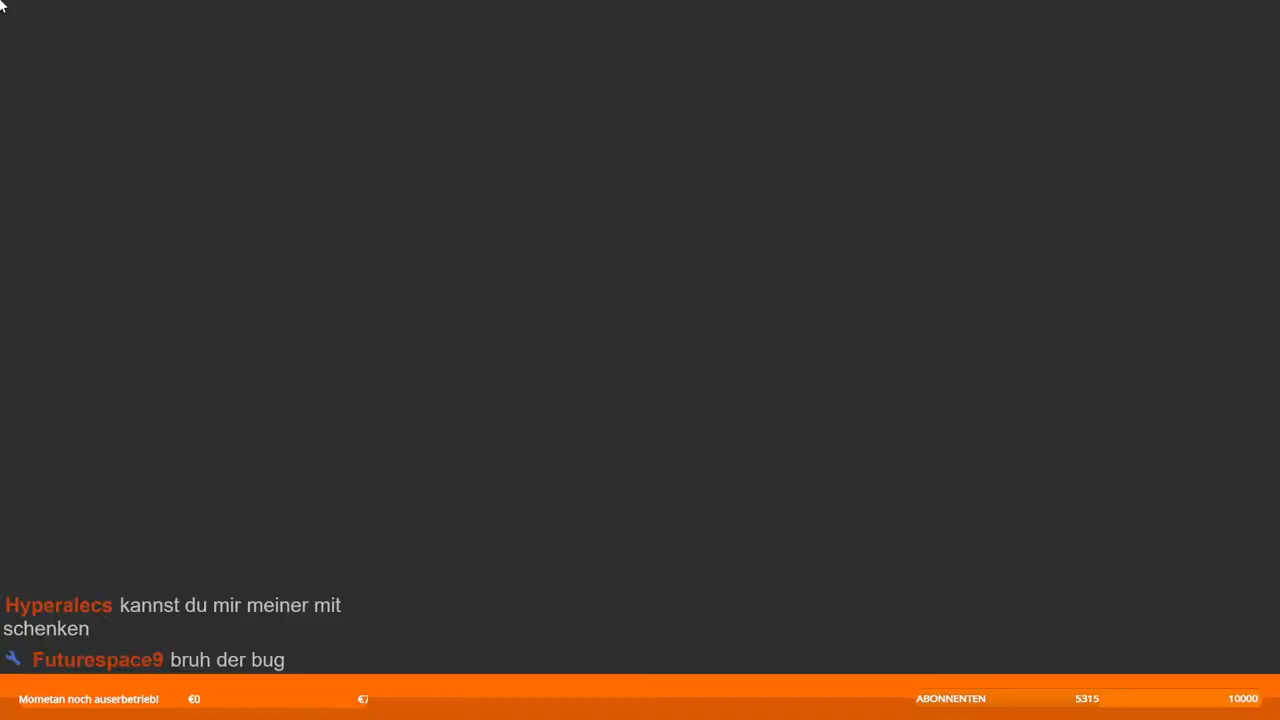 Hyperalecs kannst du mir meiner mit
schenken
Futurespace9 bruh der bug
Mometan noch auserbetrieb! €0 €7 ABONNENTEN 5315 10000